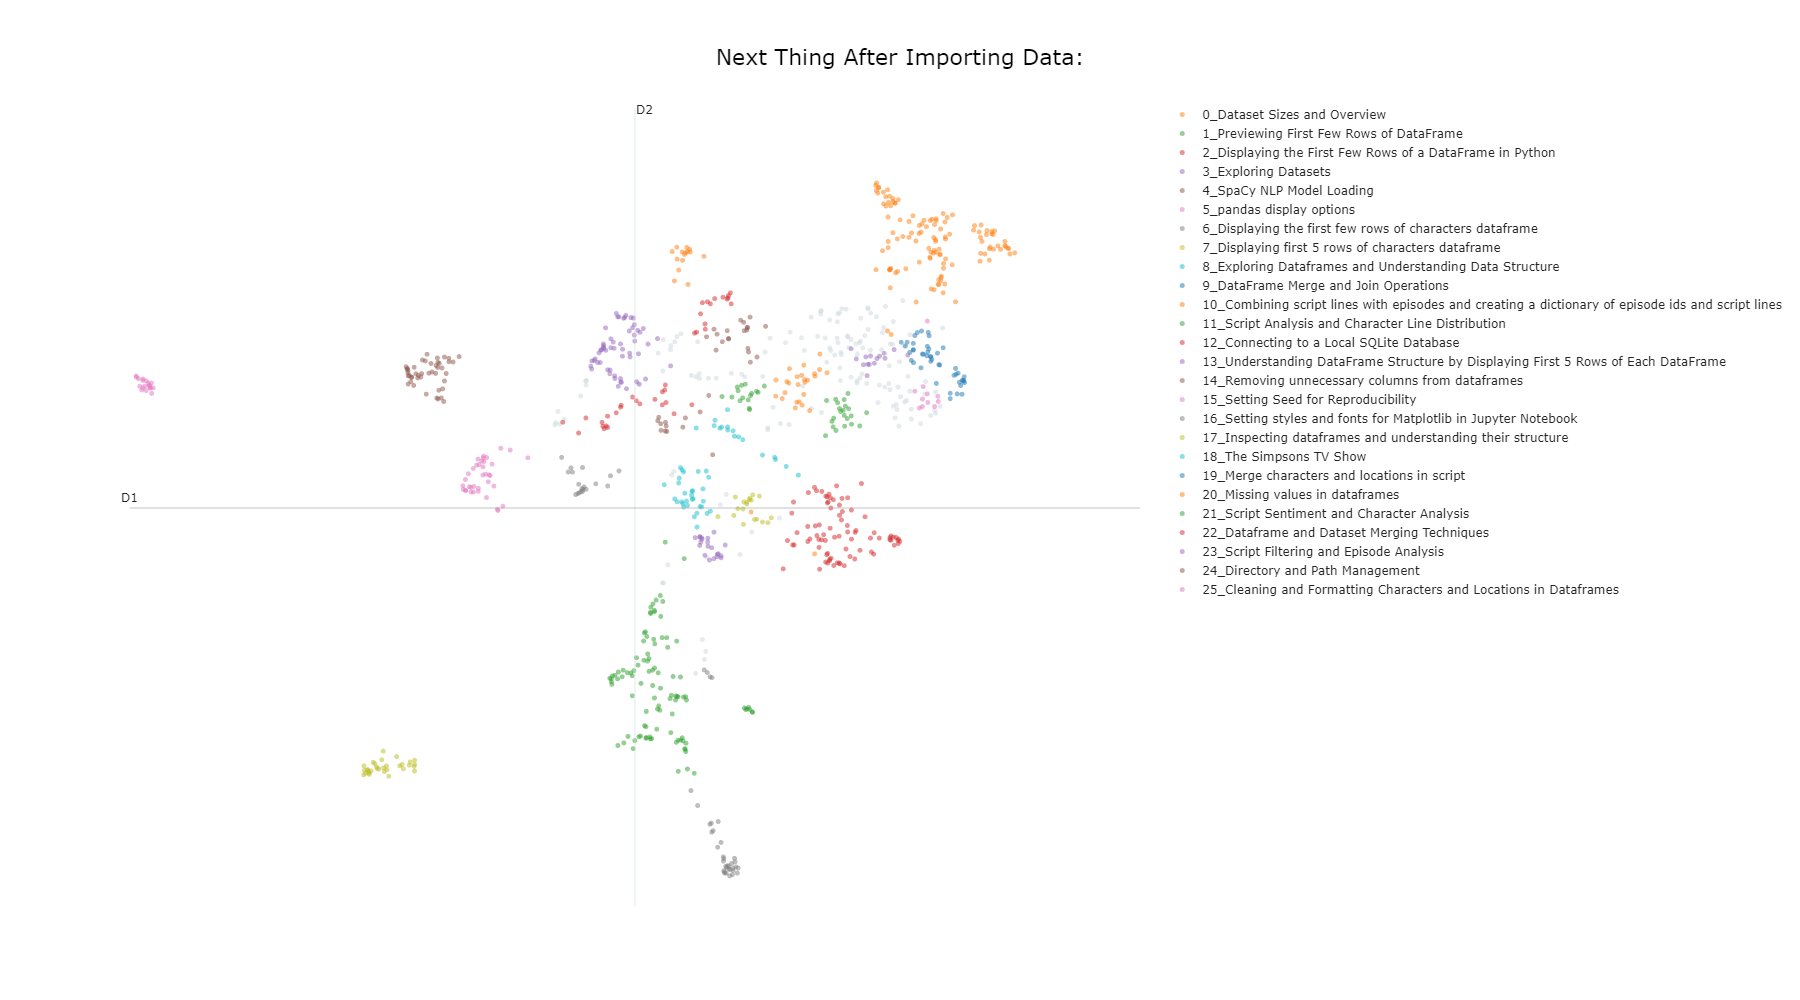 Next Thing After Importing Data:
D2
D1
0_Dataset Sizes and Overview
1_Previewing First Few Rows of DataFrame
2_Displaying the First Few Rows of a DataFrame in Python
3_Exploring Datasets
4_SpaCy NLP Model Loading
5_pandas display options
6_Displaying the first few rows of characters dataframe
7_Displaying first 5 rows of characters dataframe
8_Exploring Dataframes and Understanding Data Structure
9_DataFrame Merge and Join Operations
10_Combining script lines with episodes and creating a dictionary of episode ids and script lines
11_Script Analysis and Character Line Distribution
12_Connecting to a Local SQLite Database
13_Understanding DataFrame Structure by Displaying First 5 Rows of Each DataFrame
14_Removing unnecessary columns from dataframes
15_Setting Seed for Reproducibility
16_Setting styles and fonts for Matplotlib in Jupyter Notebook
17_Inspecting dataframes and understanding their structure
18_The Simpsons TV Show
19_Merge characters and locations in script
20_Missing values in dataframes
21_Script Sentiment and Character Analysis
22_Dataframe and Dataset Merging Techniques
23_Script Filtering and Episode Analysis
24_Directory and Path Management
25_Cleaning and Formatting Characters and Locations in Dataframes